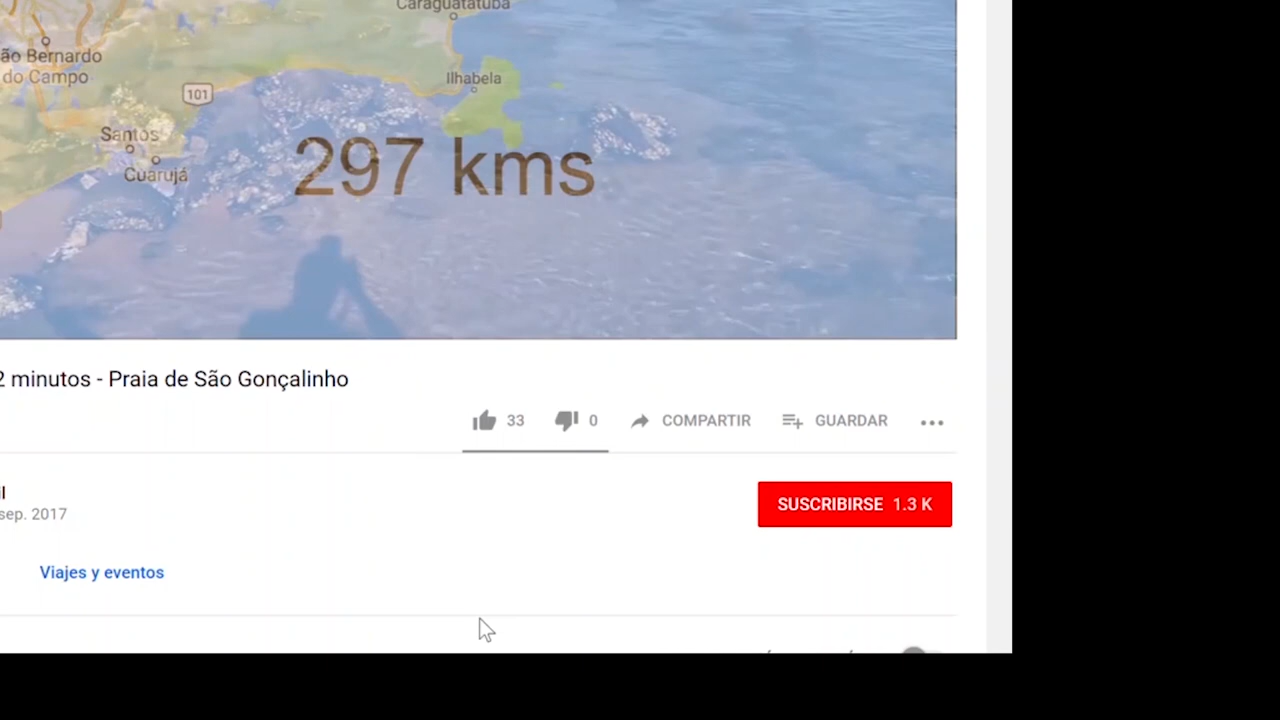 Caraguatatuba
ão Bernardo
do Campo
Ilhabela
101
Santos
Guarujá
297 kms
2 minutos - Praia de São Gonçalinho
33
0
COMPARTIR
GUARDAR
sep. 2017
SUSCRIBIRSE 1.3 K
Viajes y eventos